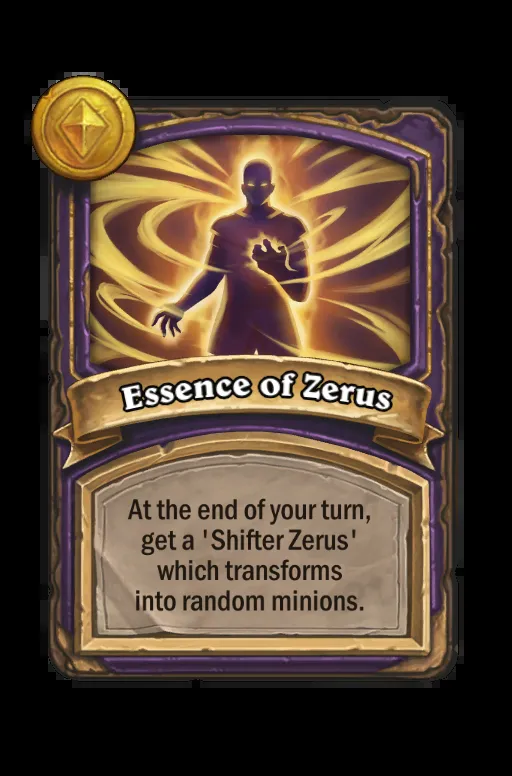 Essence of Zerus
At the end of your turn,
get a 'Shifter Zerus'
which transforms
into random minions.